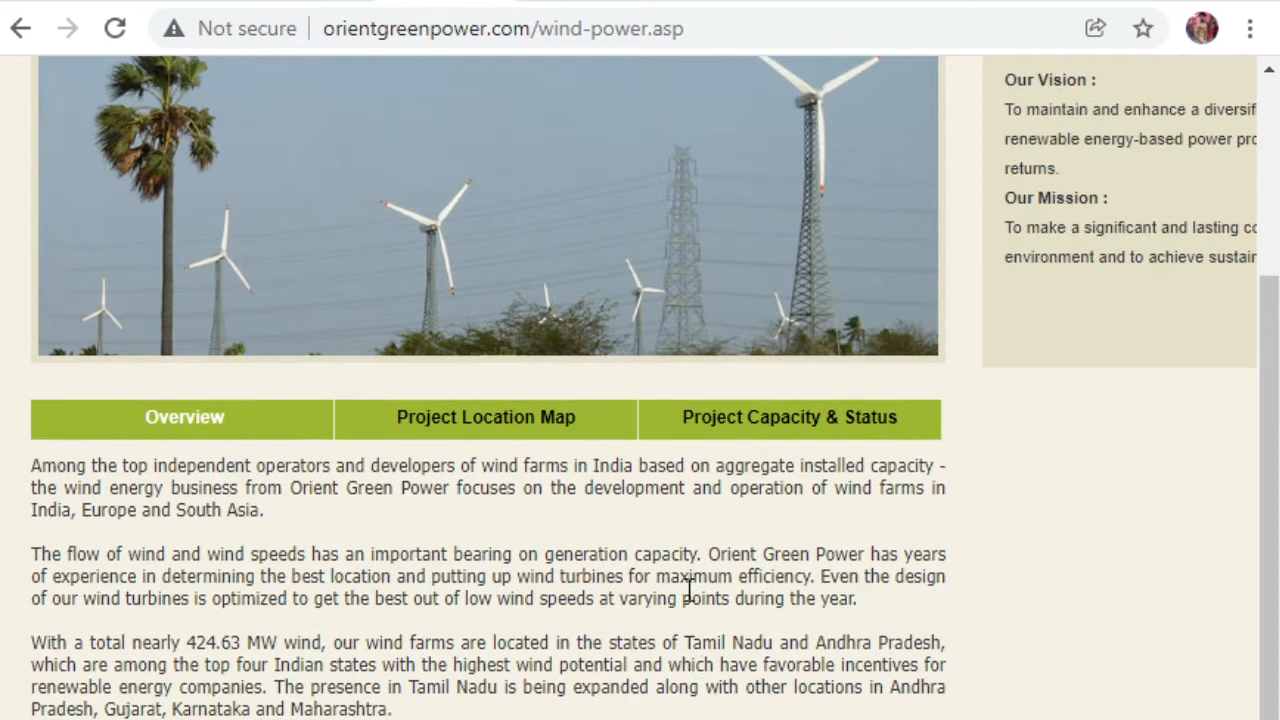 Not secure
orientgreenpower.com/wind-power.asp
Our Vision :
To maintain and enhance a diversif
renewable energy-based power pro
returns.
Our Mission :
To make a significant and lasting co
environment and to achieve sustain
Overview
Project Location Map
Project Capacity & Status
Among the top independent operators and developers of wind farms in India based on aggregate installed capacity -
the wind energy business from Orient Green Power focuses on the development and operation of wind farms in
India, Europe and South Asia.
The flow of wind and wind speeds has an important bearing on generation capacity. Orient Green Power has years
of experience in determining the best location and putting up wind turbines for maximum efficiency. Even the design
of our wind turbines is optimized to get the best out of low wind speeds at varying points during the year.
With a total nearly 424.63 MW wind, our wind farms are located in the states of Tamil Nadu and Andhra Pradesh,
which are among the top four Indian states with the highest wind potential and which have favorable incentives for
renewable energy companies. The presence in Tamil Nadu is being expanded along with other locations in Andhra
Pradesh, Gujarat, Karnataka and Maharashtra.